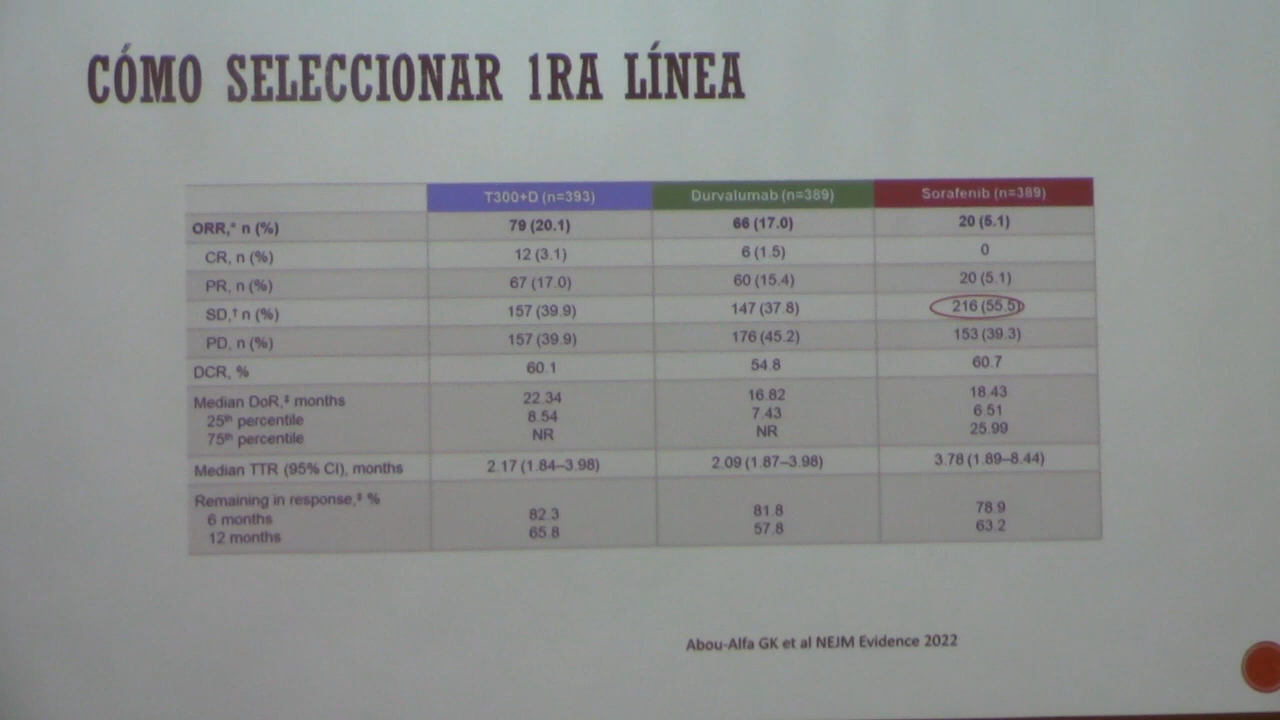 CÓMO SELECCIONAR 1RA LÍNEA
T300+D (n=393) Durvalumab (n=389) Sorafenib (n=389)
ORR,* n (%) 79 (20.1) 66 (17.0) 20 (5.1)
CR, n (%) 12 (3.1) 6 (1.5) 0
PR, n (%) 67 (17.0) 60 (15.4) 20 (5.1)
SD,† n (%) 157 (39.9) 147 (37.8) 216 (55.5)
PD, n (%) 157 (39.9) 176 (45.2) 153 (39.3)
DCR, % 60.1 54.8 60.7
Median DoR,‡ months 22.34 16.82 18.43
25th percentile 8.54 7.43 6.51
75th percentile NR NR 25.99
Median TTR (95% CI), months 2.17 (1.84–3.98) 2.09 (1.87–3.98) 3.78 (1.89–8.44)
Remaining in response,‡ %
6 months 82.3 81.8 78.9
12 months 65.8 57.8 63.2
Abou-Alfa GK et al NEJM Evidence 2022